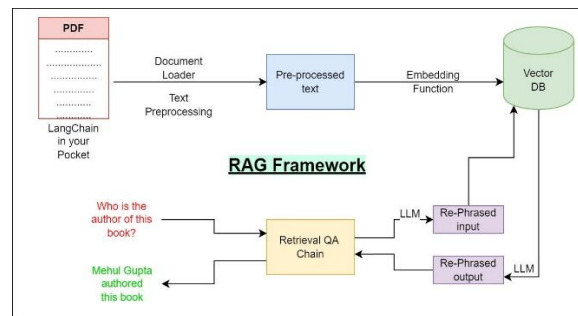 PDF
LangChain
in your
Pocket
Document
Loader
Text
Preprocessing
Pre-processed
text
Embedding
Function
Vector
DB
RAG Framework
Who is the
author of this
book?
Mehul Gupta
authored
this book
Retrieval QA
Chain
LLM
Re-Phrased
input
Re-Phrased
output
LLM